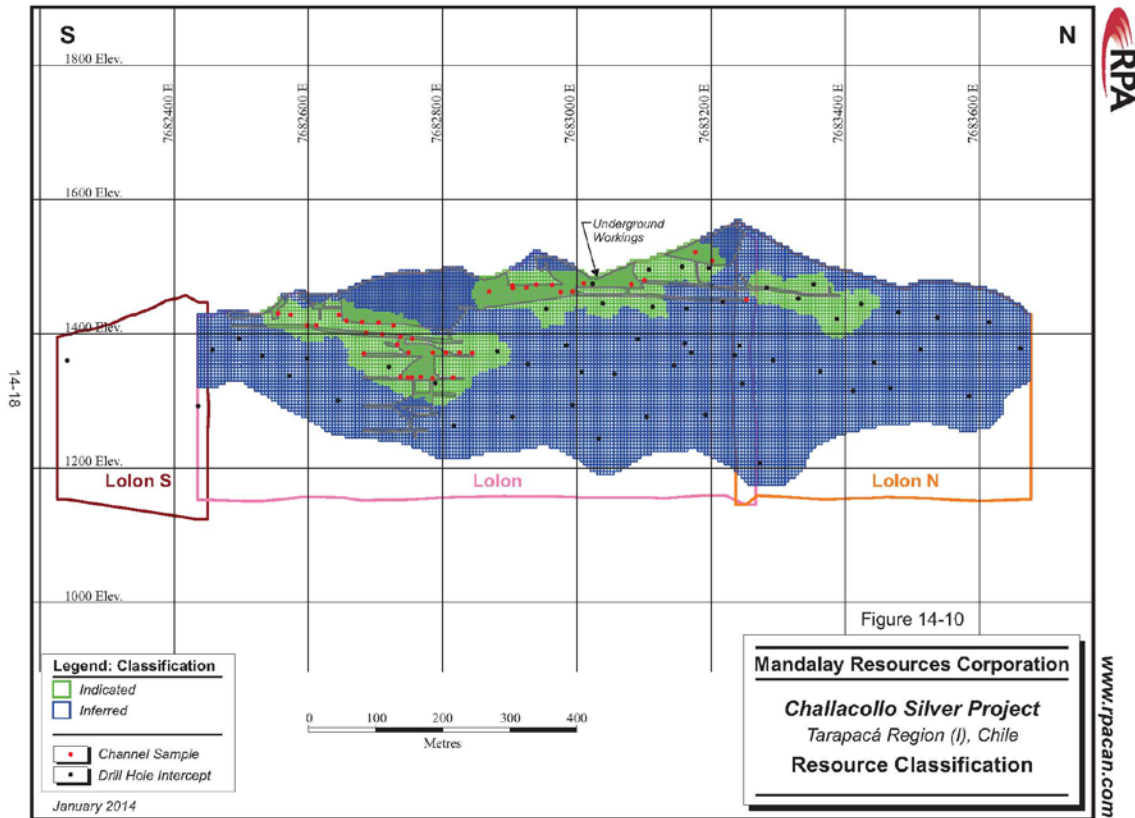 S
N
1800 Elev.
7682400 E
7682600 E
7682800 E
7683000 E
7683200 E
7683400 E
7683600 E
1600 Elev.
Underground
Workings
1400 Elev.
1200 Elev.
Lolon S
Lolon
Lolon N
1000 Elev.
Figure 14-10
Legend: Classification
Indicated
Inferred
Channel Sample
Drill Hole Intercept
January 2014
0 100 200 300 400
Metres
Mandalay Resources Corporation
Challacollo Silver Project
Tarapacá Region (I), Chile
Resource Classification
14-18
RPA
www.rpacan.com